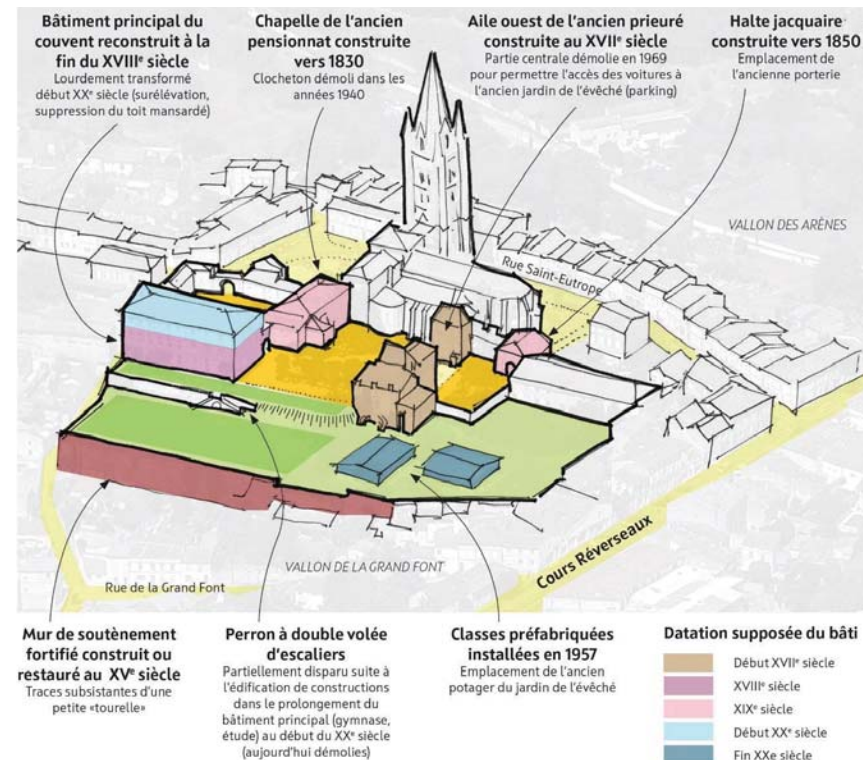 Bâtiment principal du
couvent reconstruit à la
fin du XVIIIᵉ siècle
Lourdement transformé
début XXᵉ siècle (surélévation,
suppression du toit mansardé)
Chapelle de l'ancien
pensionnat construite
vers 1830
Clocheton démoli dans les
années 1940
Aile ouest de l'ancien prieuré
construite au XVIIᵉ siècle
Partie centrale démolie en 1969
pour permettre l'accès des voitures à
l'ancien jardin de l'évêché (parking)
Halte jacquaire
construite vers 1850
Emplacement de
l'ancienne porterie
VALLON DES ARÈNES
Rue Saint-Eutrope
VALLON DE LA GRAND FONT
Cours Réverseaux
Rue de la Grand Font
Mur de soutènement
fortifié construit ou
restauré au XVᵉ siècle
Traces subsistantes d'une
petite «tourelle»
Perron à double volée
d'escaliers
Partiellement disparu suite à
l'édification de constructions
dans le prolongement du
bâtiment principal (gymnase,
étude) au début du XXᵉ siècle
(aujourd'hui démolies)
Classes préfabriquées
installées en 1957
Emplacement de l'ancien
potager du jardin de l'évêché
Datation supposée du bâti
Début XVIIᵉ siècle
XVIIIᵉ siècle
XIXᵉ siècle
Début XXᵉ siècle
Fin XXe siècle